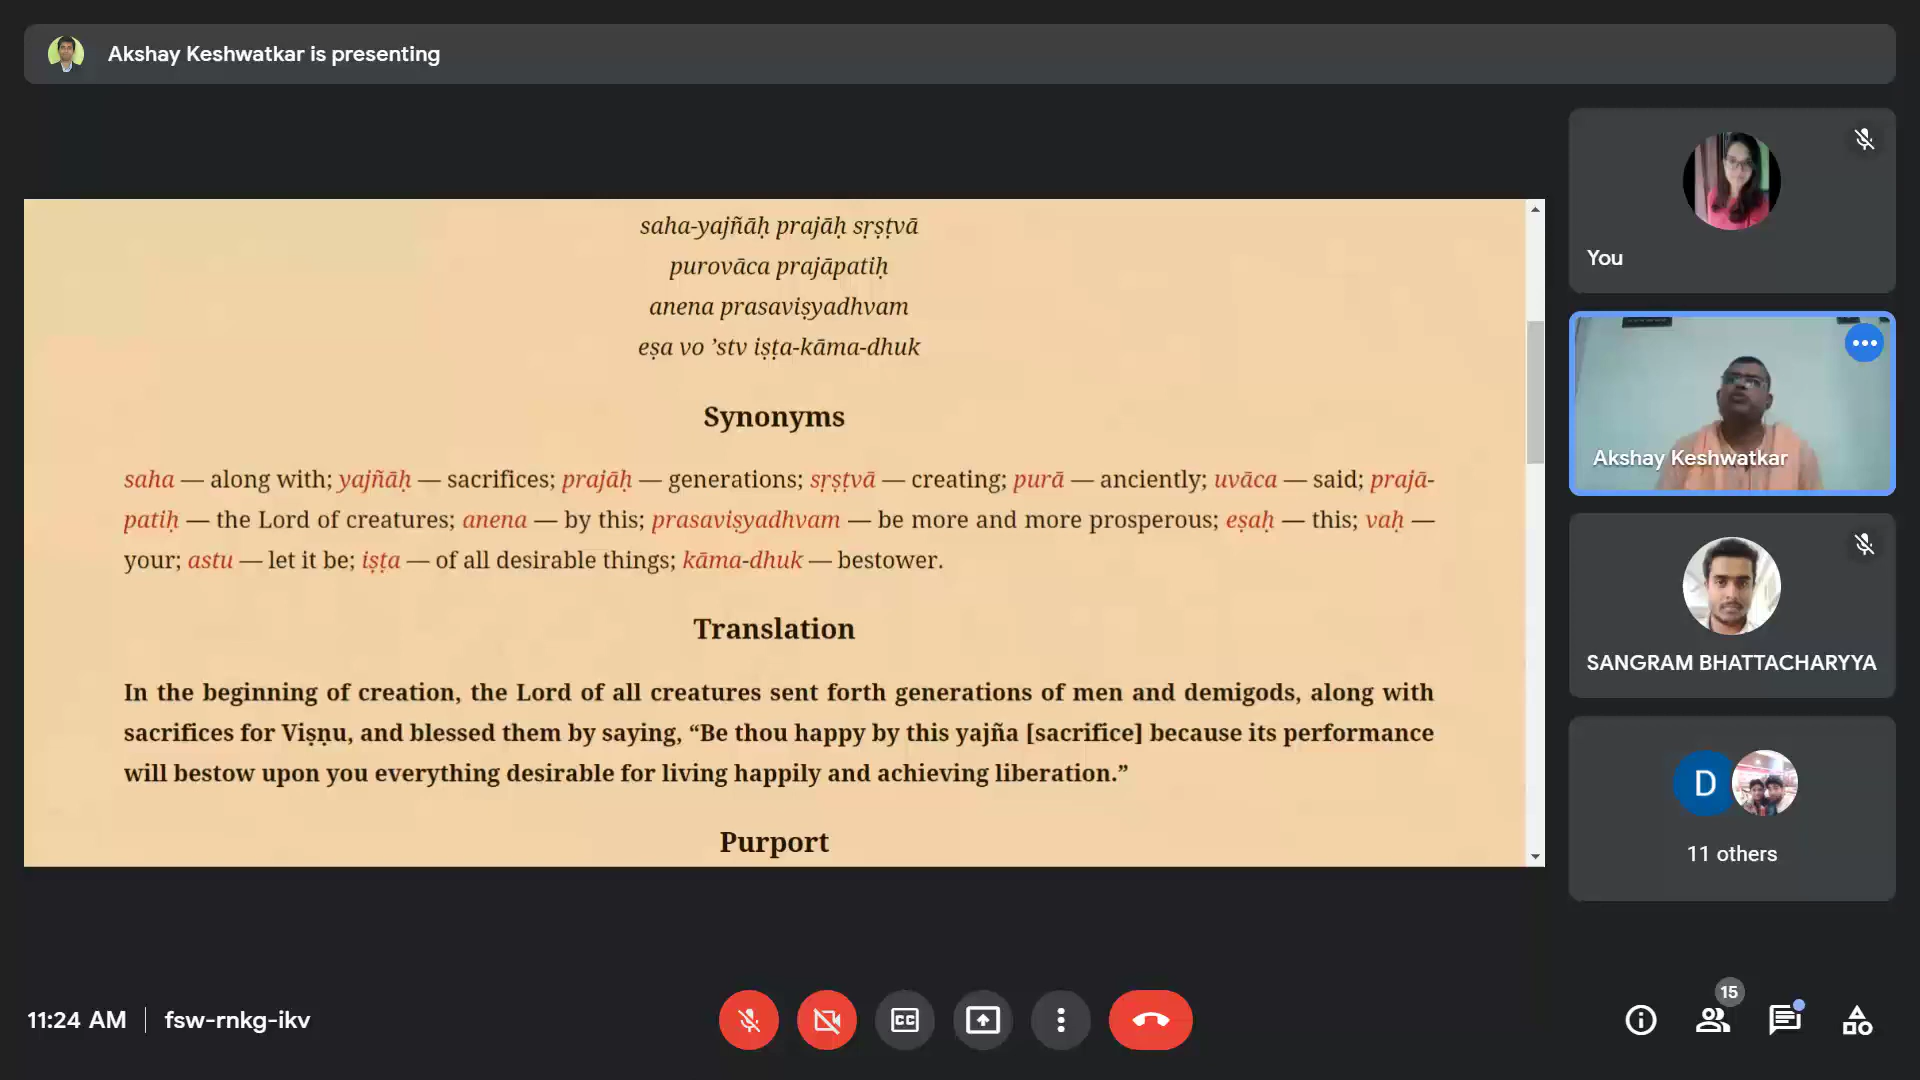 Akshay Keshwatkar is presenting
saha-yajñāḥ prajāḥ sṛṣṭvā
purovāca prajāpatiḥ
anena prasaviṣyadhvam
eṣa vo ’stv iṣṭa-kāma-dhuk
Synonyms
saha — along with; yajñāḥ — sacrifices; prajāḥ — generations; sṛṣṭvā — creating; purā — anciently; uvāca — said; prajā-
patiḥ — the Lord of creatures; anena — by this; prasaviṣyadhvam — be more and more prosperous; eṣaḥ — this; vaḥ —
your; astu — let it be; iṣṭa — of all desirable things; kāma-dhuk — bestower.
Translation
In the beginning of creation, the Lord of all creatures sent forth generations of men and demigods, along with
sacrifices for Viṣṇu, and blessed them by saying, “Be thou happy by this yajña [sacrifice] because its performance
will bestow upon you everything desirable for living happily and achieving liberation.”
Purport
You
Akshay Keshwatkar
SANGRAM BHATTACHARYYA
D
11 others
11:24 AM
fsw-rnkg-ikv
CC
15